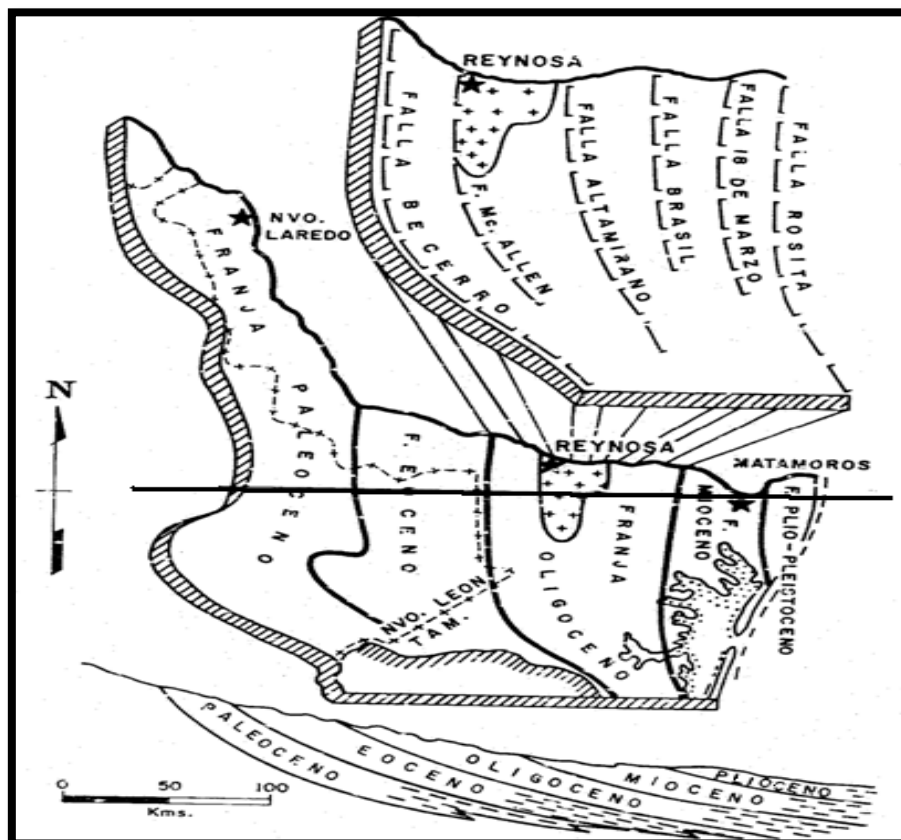 REYNOSA
FALLA BECERRO
F. Mc. ALLEN
FALLA ALTAMIRANO
FALLA BRASIL
FALLA 18 DE MARZO
FALLA ROSITA
NVO.
LAREDO
FRANJA
PALEOCENO
N
F. EOCENO
REYNOSA
MATAMOROS
OLIGOCENO
FRANJA
F.
MIOCENO
F. PLIO-PLEISTOCENO
NVO. LEON
TAM.
PALEOCENO
EOCENO
OLIGOCENO
MIOCENO
PLIOCENO
0 50 100
Kms.